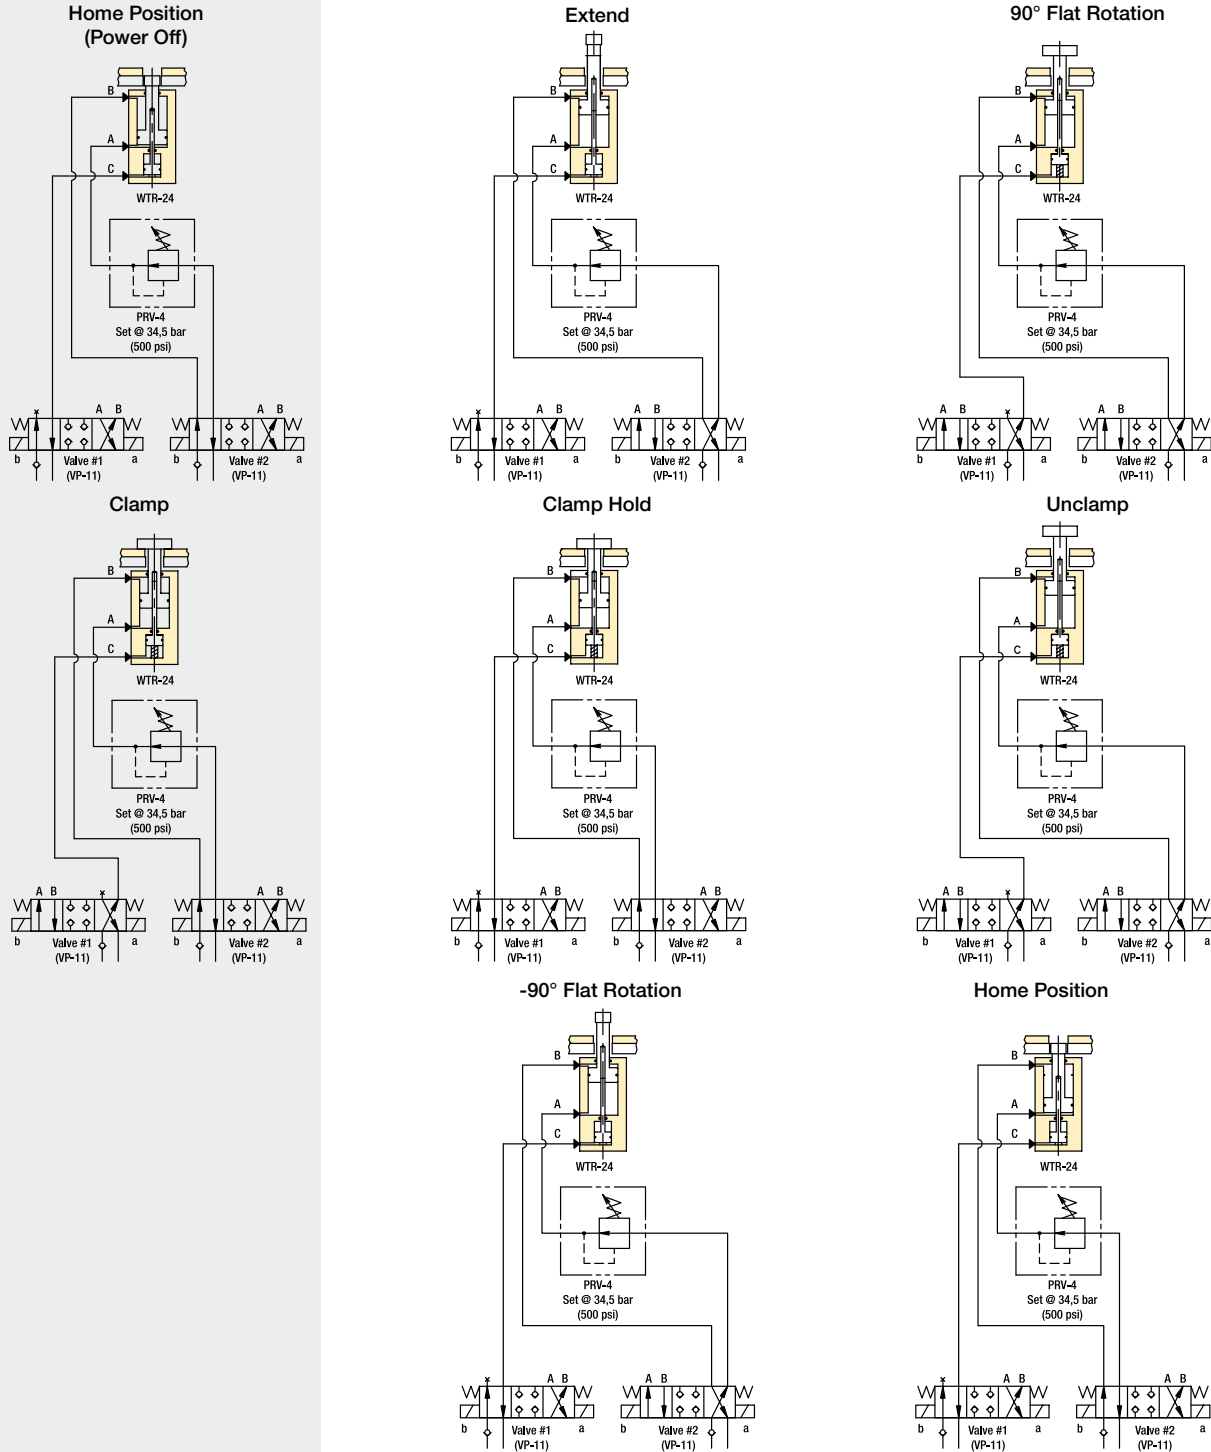 Home Position
(Power Off)
B
A
C
WTR-24
PRV-4
Set @ 34,5 bar
(500 psi)
x
A B
A B
b
Valve #1
(VP-11)
b
Valve #2
(VP-11)
a
Extend
B
A
C
WTR-24
PRV-4
Set @ 34,5 bar
(500 psi)
x
A B
A B
b
Valve #1
(VP-11)
a
b
Valve #2
(VP-11)
a
90° Flat Rotation
B
A
C
WTR-24
PRV-4
Set @ 34,5 bar
(500 psi)
A B
x
A B
b
Valve #1
(VP-11)
a
b
Valve #2
(VP-11)
a
Clamp
B
A
C
WTR-24
PRV-4
Set @ 34,5 bar
(500 psi)
A B
x
A B
b
Valve #1
(VP-11)
a
b
Valve #2
(VP-11)
a
Clamp Hold
B
A
C
WTR-24
PRV-4
Set @ 34,5 bar
(500 psi)
x
A B
A B
b
Valve #1
(VP-11)
a
b
Valve #2
(VP-11)
a
Unclamp
B
A
C
WTR-24
PRV-4
Set @ 34,5 bar
(500 psi)
A B
x
A B
b
Valve #1
(VP-11)
a
b
Valve #2
(VP-11)
a
-90° Flat Rotation
B
A
C
WTR-24
PRV-4
Set @ 34,5 bar
(500 psi)
x
A B
A B
b
Valve #1
(VP-11)
a
b
Valve #2
(VP-11)
a
Home Position
B
A
C
WTR-24
PRV-4
Set @ 34,5 bar
(500 psi)
x
A B
A B
b
Valve #1
(VP-11)
a
b
Valve #2
(VP-11)
a